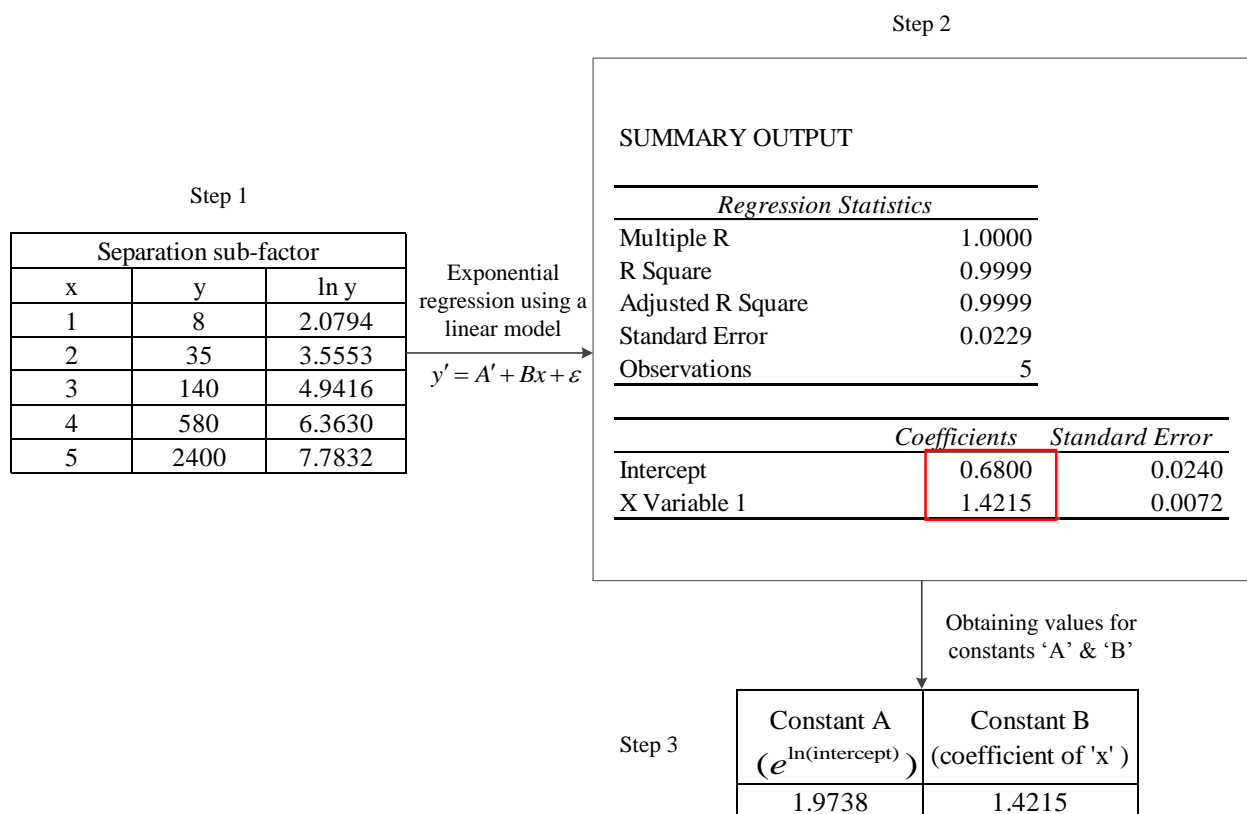 Step 1
Separation sub-factor
x y ln y
1 8 2.0794
2 35 3.5553
3 140 4.9416
4 580 6.3630
5 2400 7.7832
Exponential
regression using a
linear model
y′ = A′ + Bx + ε
Step 2
SUMMARY OUTPUT
Regression Statistics
Multiple R 1.0000
R Square 0.9999
Adjusted R Square 0.9999
Standard Error 0.0229
Observations 5
Coefficients Standard Error
Intercept 0.6800 0.0240
X Variable 1 1.4215 0.0072
Obtaining values for
constants ‘A’ & ‘B’
Step 3
Constant A Constant B
(e^ln(intercept)) (coefficient of 'x' )
1.9738 1.4215